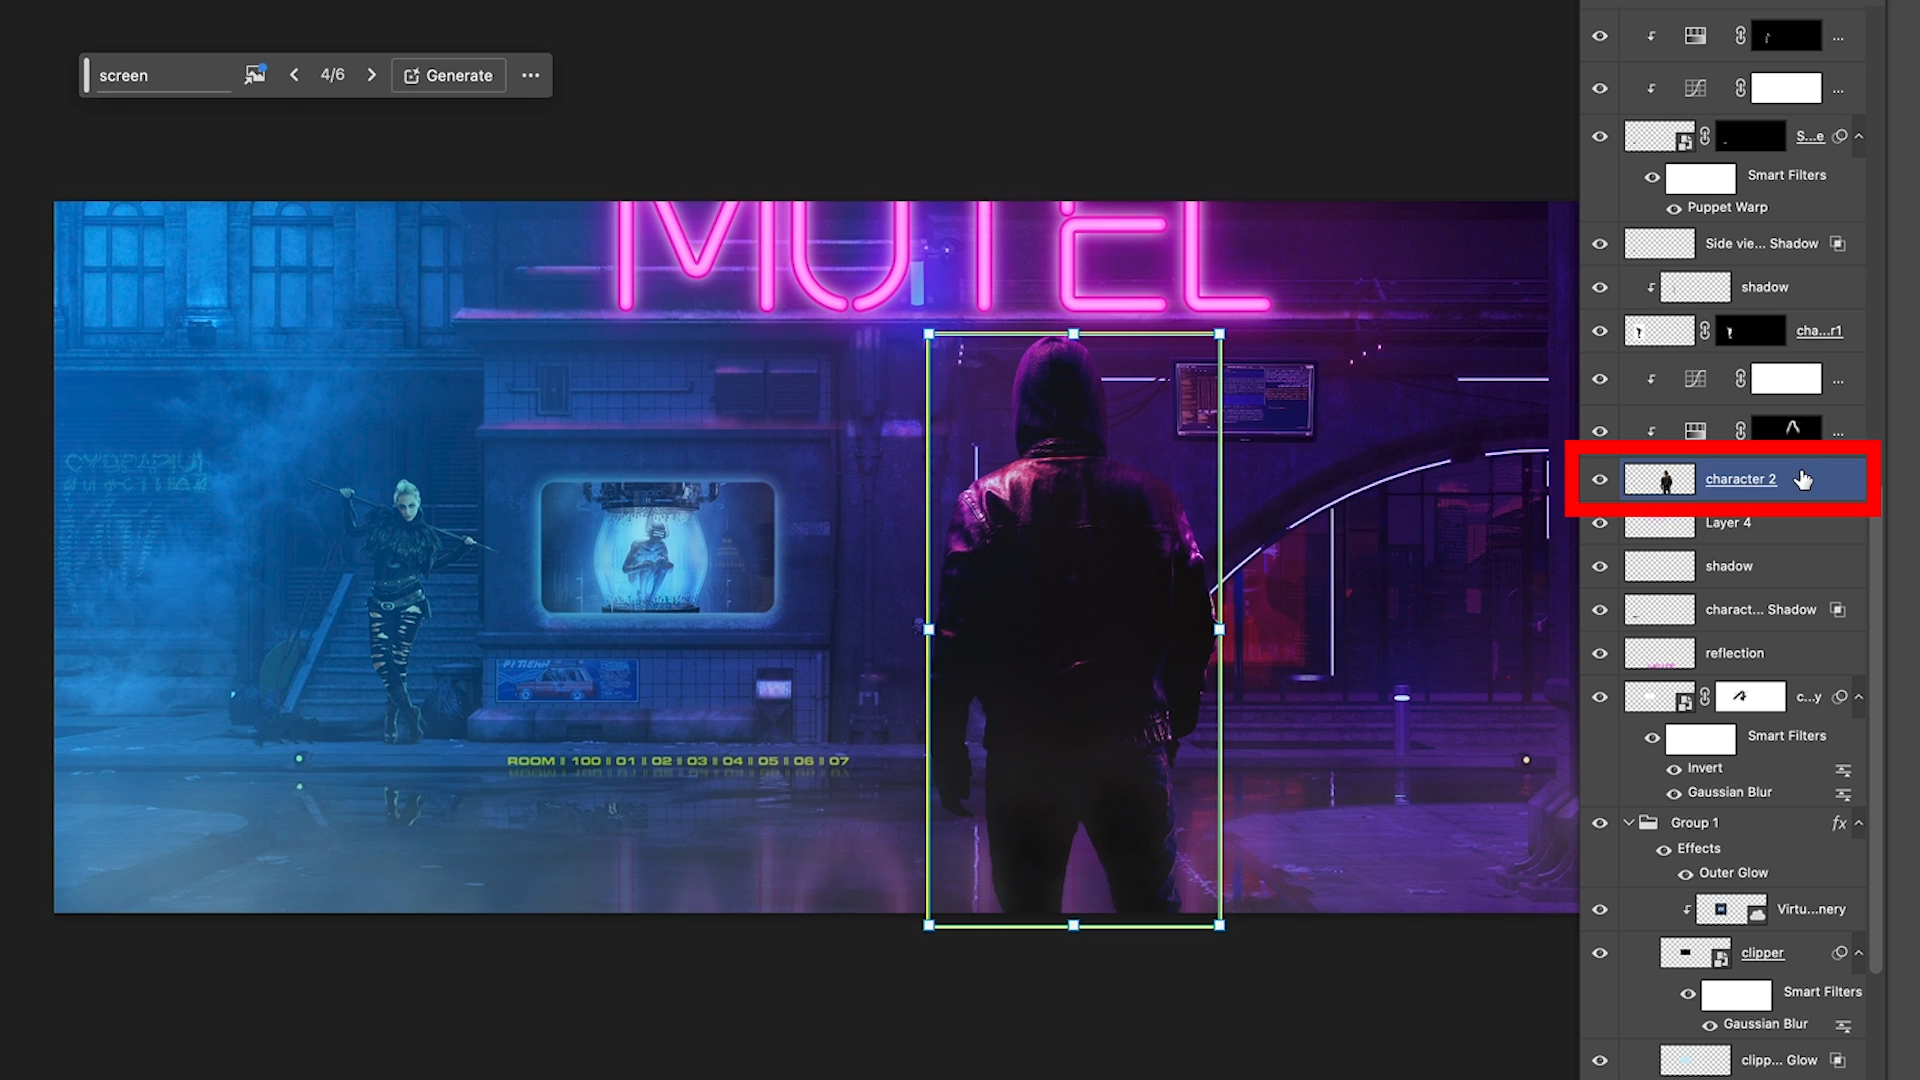 screen
4/6
Generate
...
MOTEL
ROOM || 100 || 01 || 02 || 03 || 04 || 05 || 06 || 07
...
...
S...e
Smart Filters
Puppet Warp
Side vie... Shadow
shadow
cha...r1
...
...
character 2
Layer 4
shadow
charact... Shadow
reflection
c...y
Smart Filters
Invert
Gaussian Blur
Group 1
fx
Effects
Outer Glow
Virtu...nery
clipper
Smart Filters
Gaussian Blur
clipp... Glow